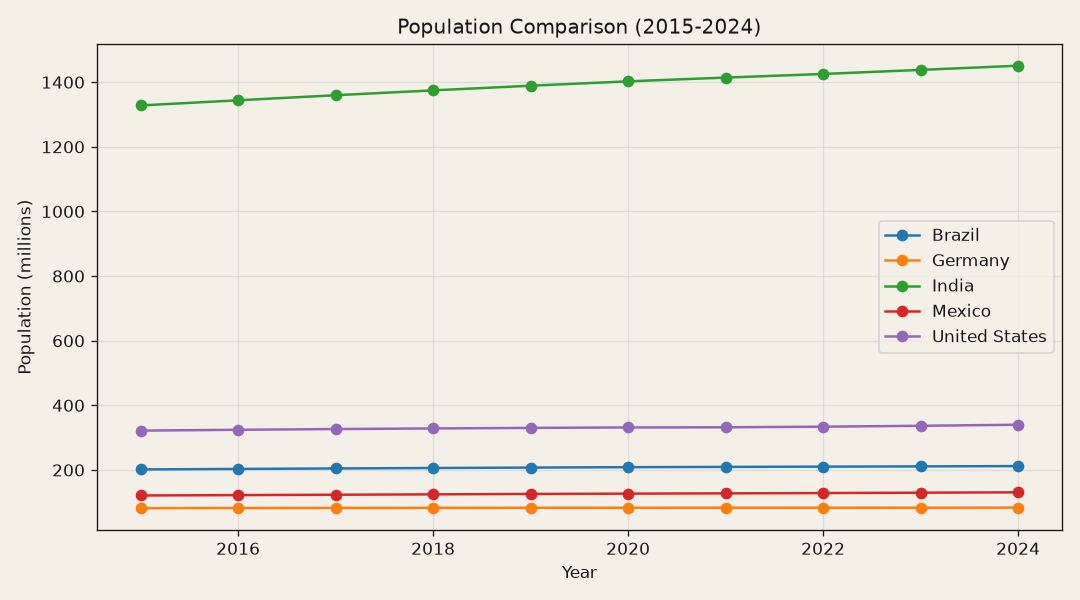 Population Comparison (2015-2024)
Population (millions)
1400
1200
1000
800
600
400
200
Brazil
Germany
India
Mexico
United States
2016 2018 2020 2022 2024
Year